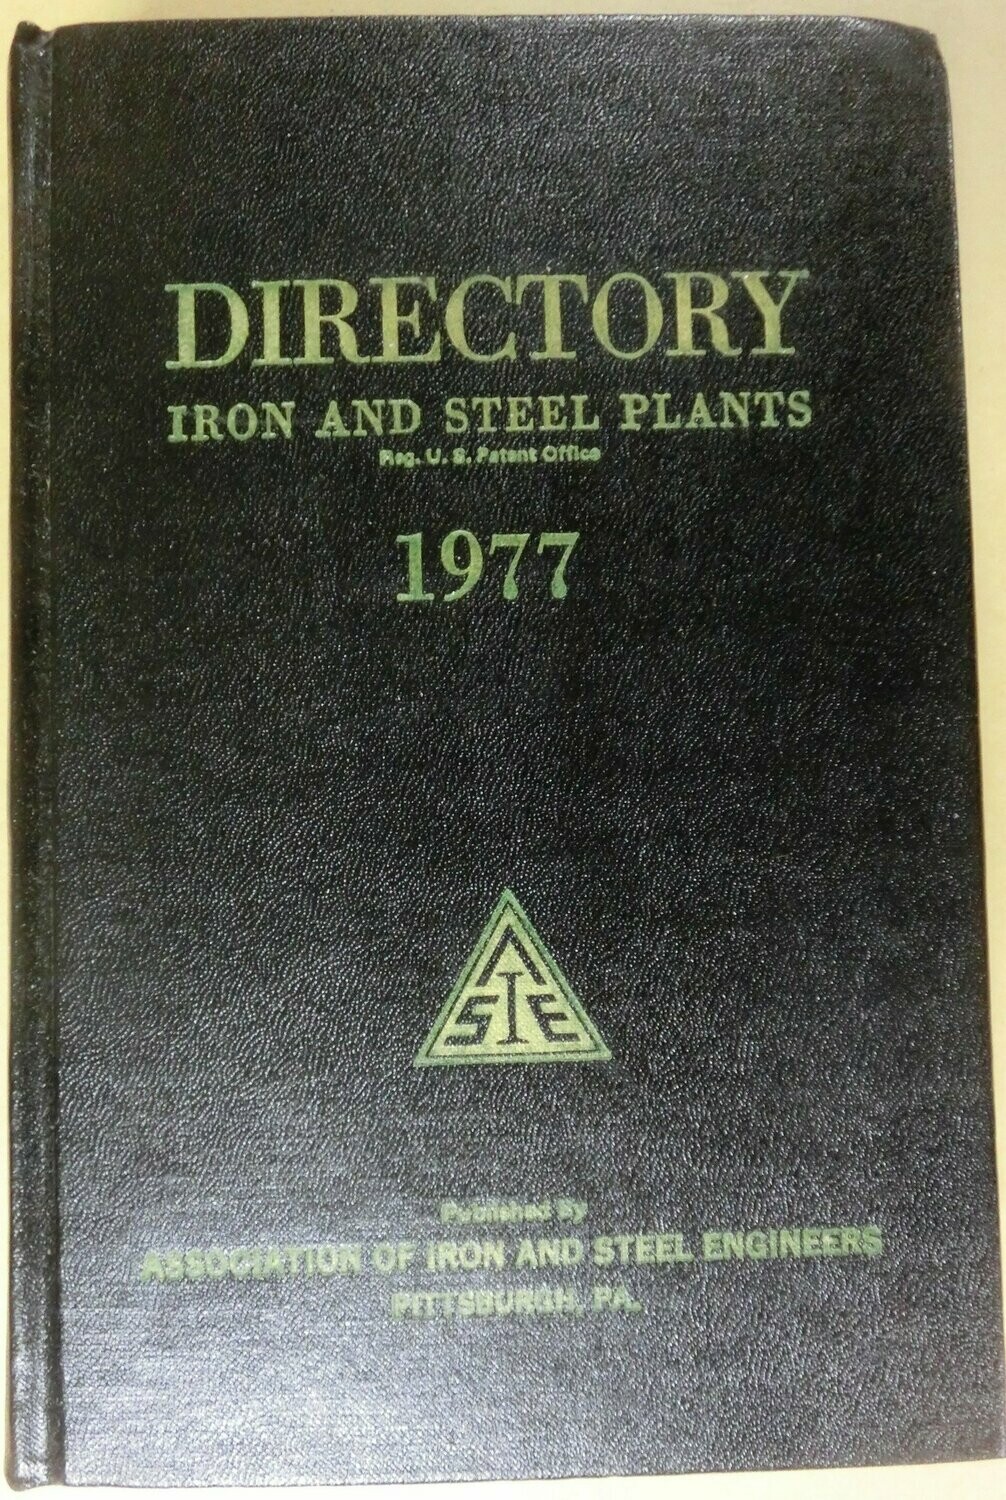 DIRECTORY
IRON AND STEEL PLANTS
Reg. U. S. Patent Office
1977
A
SIE
Published By
ASSOCIATION OF IRON AND STEEL ENGINEERS
PITTSBURGH, PA.